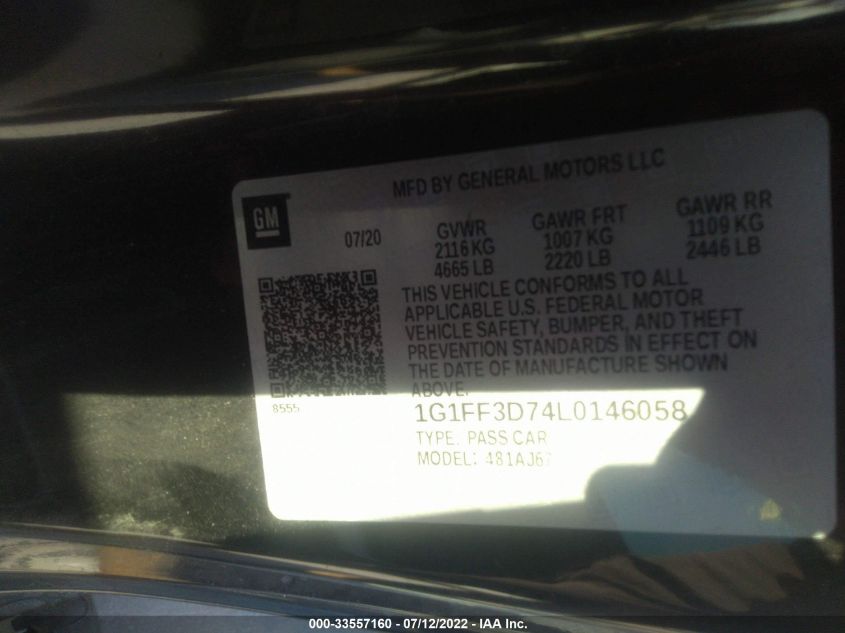 MFD BY GENERAL MOTORS LLC
GM
07/20
GVWR
2116 KG
4665 LB
GAWR FRT
1007 KG
2220 LB
GAWR RR
1109 KG
2446 LB
THIS VEHICLE CONFORMS TO ALL
APPLICABLE U.S. FEDERAL MOTOR
VEHICLE SAFETY, BUMPER, AND THEFT
PREVENTION STANDARDS IN EFFECT ON
THE DATE OF MANUFACTURE SHOWN
ABOVE.
8555
1G1FF3D74L0146058
TYPE: PASS CAR
MODEL: 481AJ67
000-33557160 - 07/12/2022 - IAA Inc.